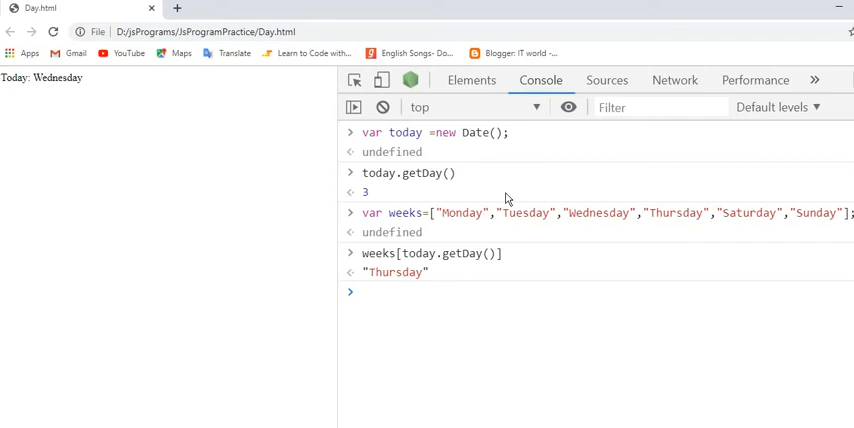 Day.html
File | D:/jsPrograms/JsProgramPractice/Day.html
Apps Gmail YouTube Maps Translate Learn to Code with... English Songs- Do... Blogger: IT world -...
Today: Wednesday
Elements Console Sources Network Performance
top Filter Default levels
var today =new Date();
undefined
today.getDay()
3
var weeks=["Monday","Tuesday","Wednesday","Thursday","Saturday","Sunday"];
undefined
weeks[today.getDay()]
"Thursday"